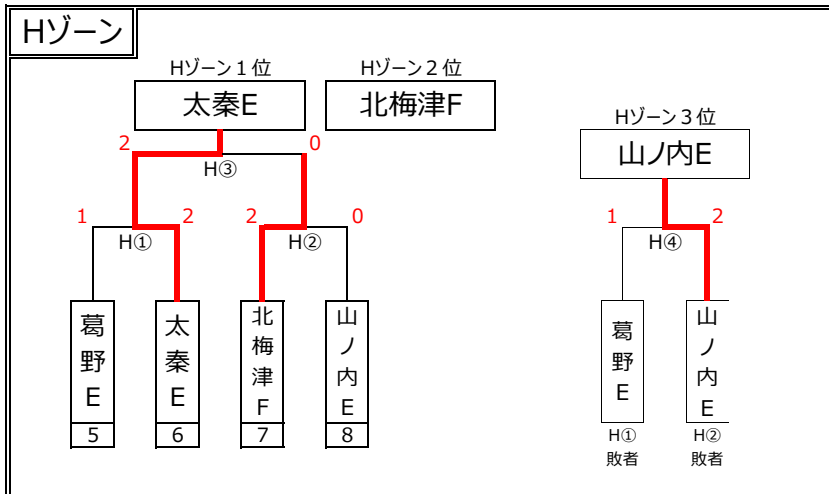 Hゾーン
Hゾーン1位
Hゾーン2位
太秦E
北梅津F
Hゾーン3位
山ノ内E
2
0
H③
1
2
2
0
H①
H②
1
2
H④
葛野E
太秦E
北梅津F
山ノ内E
5
6
7
8
葛野E
山ノ内E
H①
敗者
H②
敗者